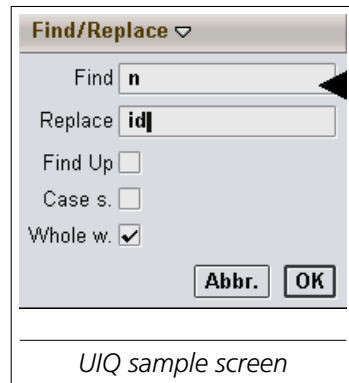 Find/Replace
Find n
Replace id
Find Up
Case s.
Whole w.
Abbr. OK
UIQ sample screen